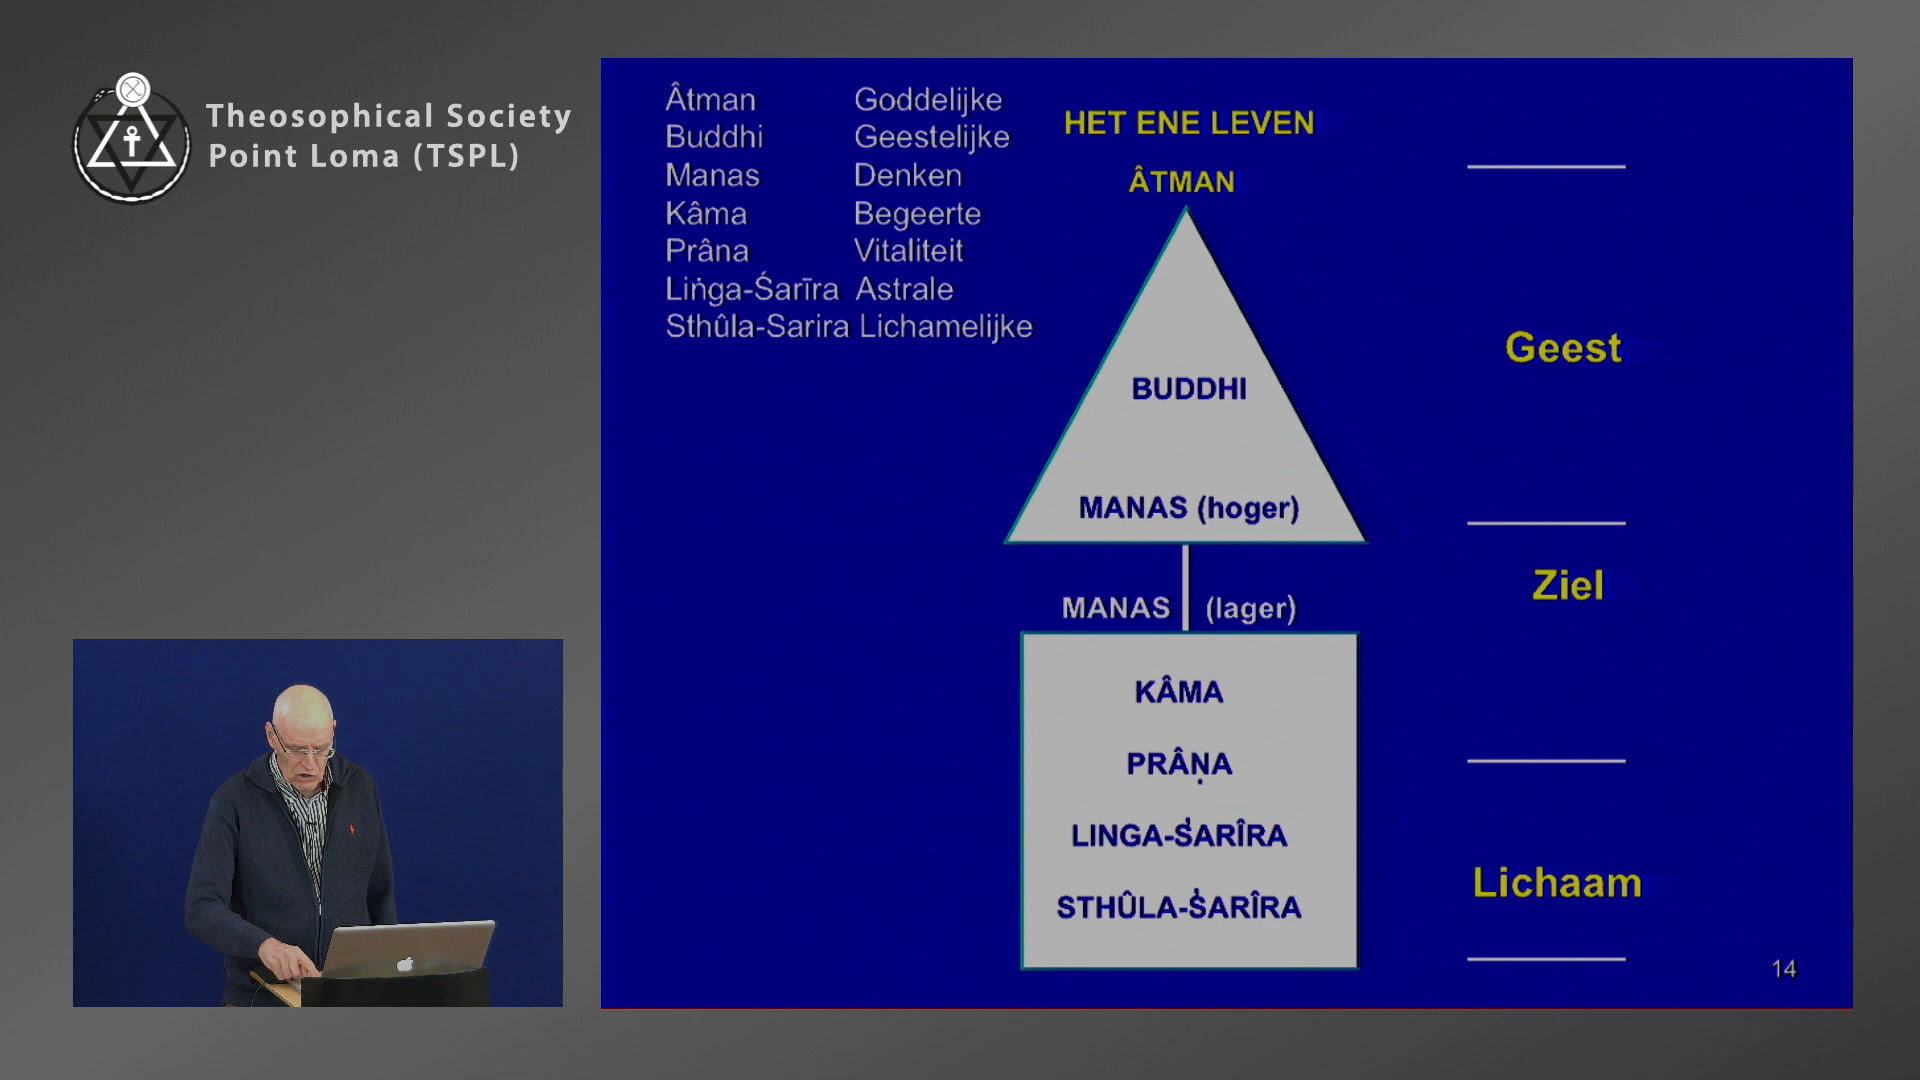 Theosophical Society
Point Loma (TSPL)
Âtman Goddelijke
Buddhi Geestelijke
Manas Denken
Kâma Begeerte
Prâna Vitaliteit
Liṅga-Śarīra Astrale
Sthûla-Sarira Lichamelijke
HET ENE LEVEN
ÂTMAN
BUDDHI
MANAS (hoger)
MANAS (lager)
KÂMA
PRÂṆA
LINGA-ṠARÎRA
STHÛLA-ṠARÎRA
Geest
Ziel
Lichaam
14